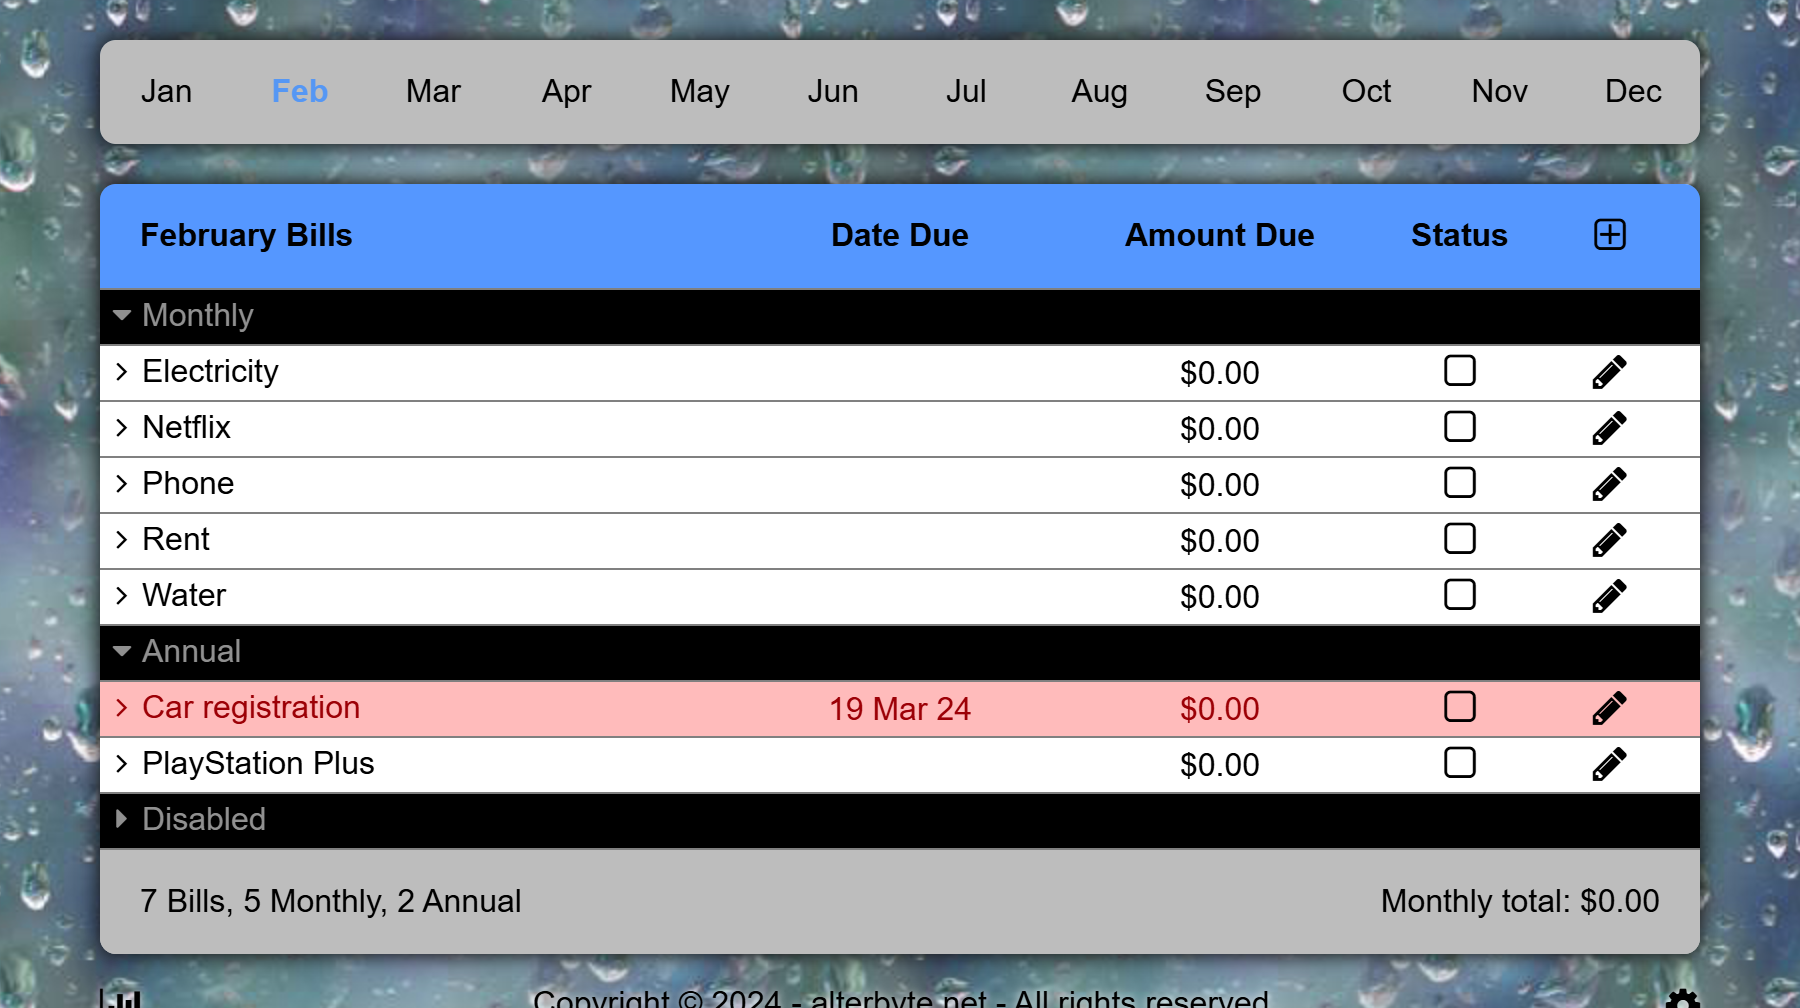 Jan Feb Mar Apr May Jun Jul Aug Sep Oct Nov Dec
February Bills Date Due Amount Due Status
Monthly
Electricity $0.00
Netflix $0.00
Phone $0.00
Rent $0.00
Water $0.00
Annual
Car registration 19 Mar 24 $0.00
PlayStation Plus $0.00
Disabled
7 Bills, 5 Monthly, 2 Annual Monthly total: $0.00
Copyright © 2024 - alterbyte.net - All rights reserved